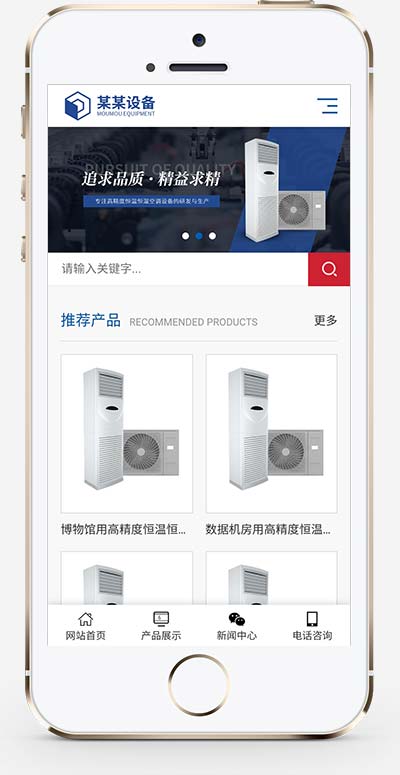 某某设备
MOUMOU EQUIPMENT
PURSUIT OF QUALITY
追求品质·精益求精
专注高精度恒温恒湿空调设备的研发与生产
请输入关键字...
推荐产品 RECOMMENDED PRODUCTS 更多
博物馆用高精度恒温恒...
数据机房用高精度恒温...
网站首页 产品展示 新闻中心 电话咨询